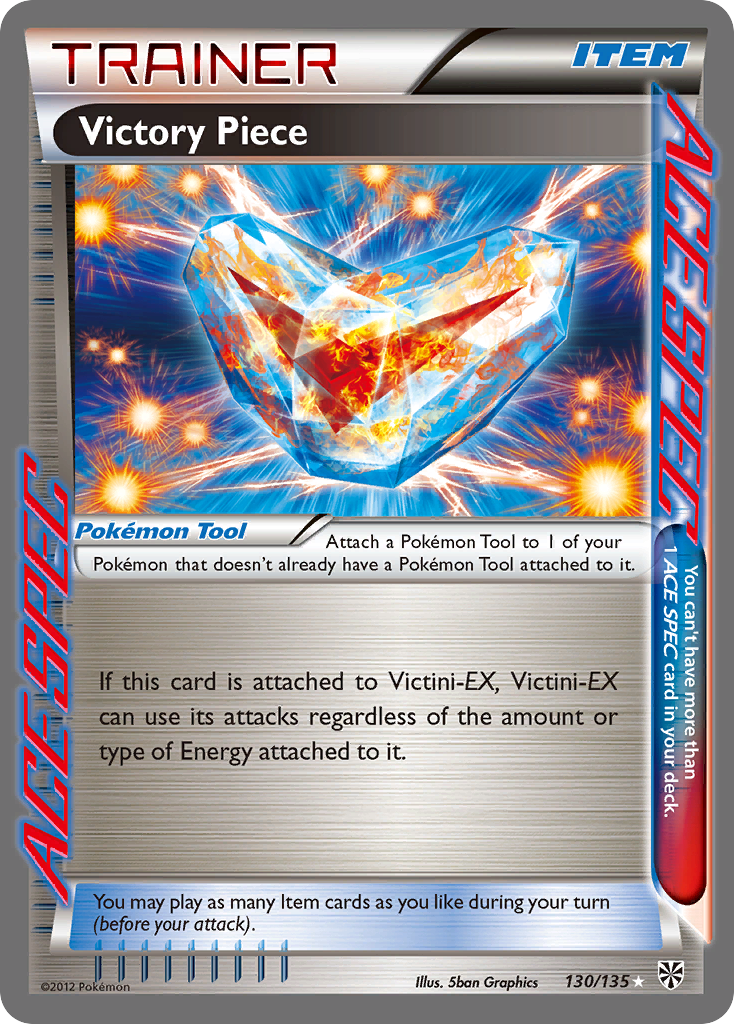 TRAINER
ITEM
Victory Piece
ACE SPEC
Pokémon Tool
Attach a Pokémon Tool to 1 of your
Pokémon that doesn't already have a Pokémon Tool attached to it.
You can't have more than
1 ACE SPEC card in your deck.
ACE SPEC
If this card is attached to Victini-EX, Victini-EX
can use its attacks regardless of the amount or
type of Energy attached to it.
You may play as many Item cards as you like during your turn
(before your attack).
©2012 Pokémon
Illus. 5ban Graphics
130/135